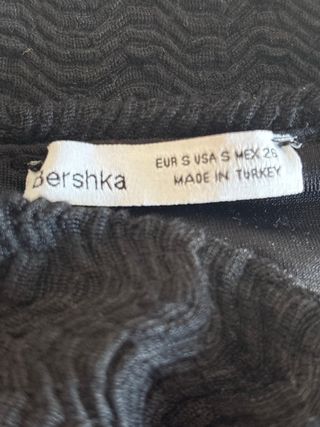 Bershka
EUR S USA S MEX 26
MADE IN TURKEY